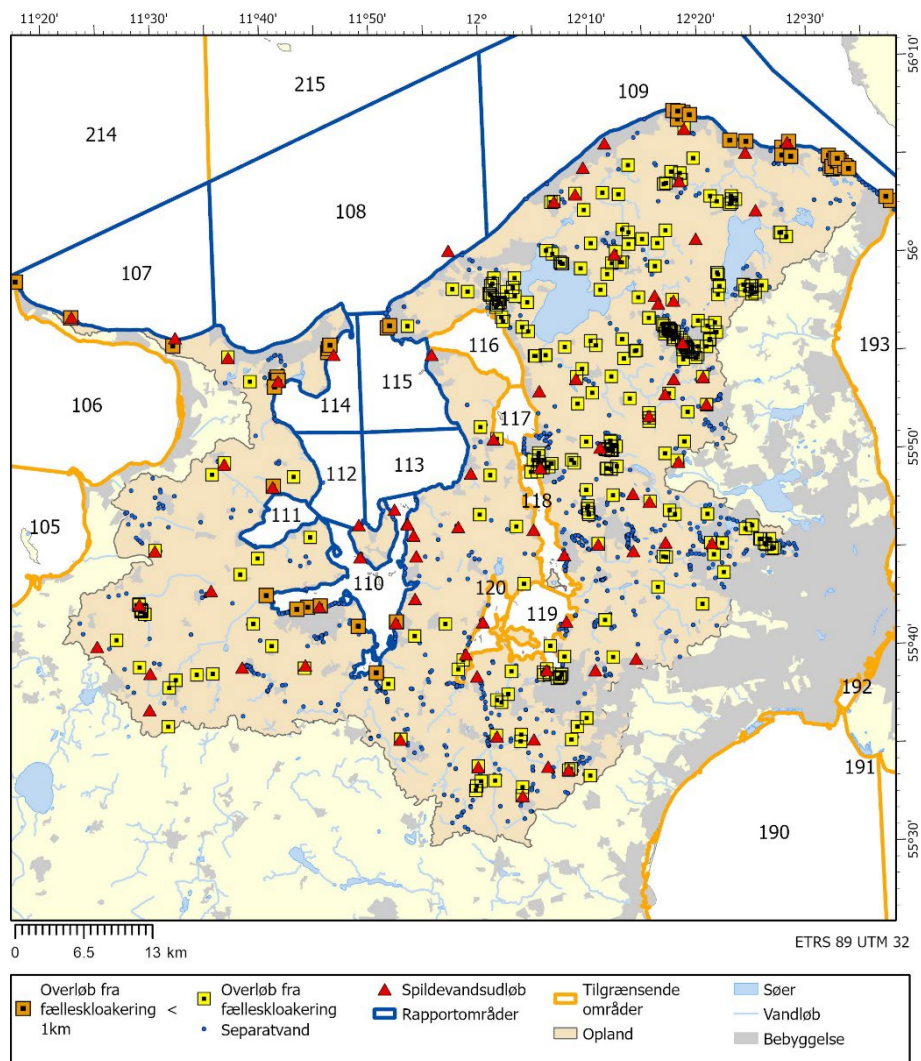 11°20' 11°30' 11°40' 11°50' 12° 12°10' 12°20' 12°30'
56°10'
215
109
214
108
107
56°
193
116
106
115
114
117
55°50'
112
113
118
105
111
110
120
119
55°40'
192
191
190
55°30'
0 6.5 13 km
ETRS 89 UTM 32
Overløb fra
fælleskloakering <
1km
Overløb fra
fælleskloakering
Separatvand
Spildevandsudløb
Rapportområder
Tilgrænsende
områder
Opland
Søer
Vandløb
Bebyggelse